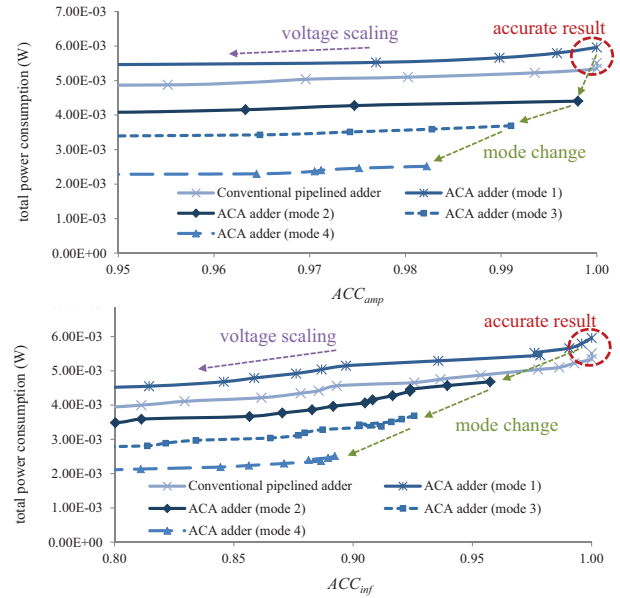 voltage scaling
accurate result
7.00E-03
6.00E-03
5.00E-03
4.00E-03
3.00E-03
2.00E-03
1.00E-03
0.00E+00
total power consumption (W)
mode change
Conventional pipelined adder
ACA adder (mode 1)
ACA adder (mode 2)
ACA adder (mode 3)
ACA adder (mode 4)
0.95
0.96
0.97
0.98
0.99
1.00
ACCamp
accurate result
voltage scaling
6.00E-03
5.00E-03
4.00E-03
3.00E-03
2.00E-03
1.00E-03
0.00E+00
total power consumption (W)
mode change
Conventional pipelined adder
ACA adder (mode 1)
ACA adder (mode 2)
ACA adder (mode 3)
ACA adder (mode 4)
0.80
0.85
0.90
0.95
1.00
ACCinf